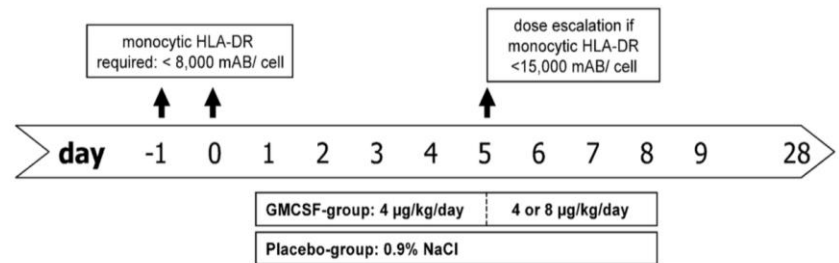 monocytic HLA-DR
required: < 8,000 mAB/ cell
dose escalation if
monocytic HLA-DR
<15,000 mAB/ cell
day -1 0 1 2 3 4 5 6 7 8 9 28
GMCSF-group: 4 µg/kg/day 4 or 8 µg/kg/day
Placebo-group: 0.9% NaCl